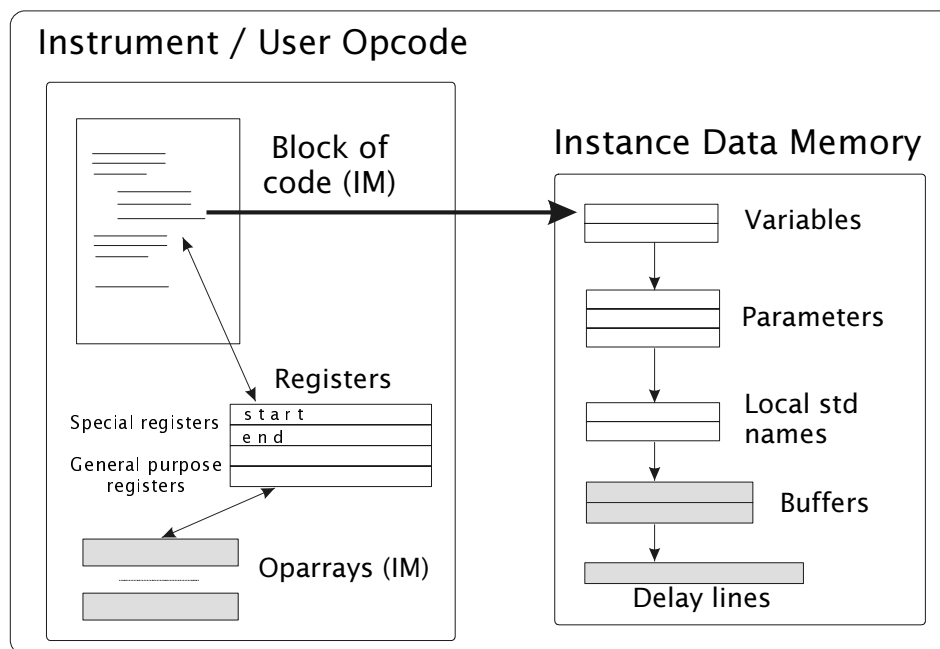 Instrument / User Opcode
Block of
code (IM)
Registers
Special registers
start
end
General purpose
registers
Oparrays (IM)
Instance Data Memory
Variables
Parameters
Local std
names
Buffers
Delay lines